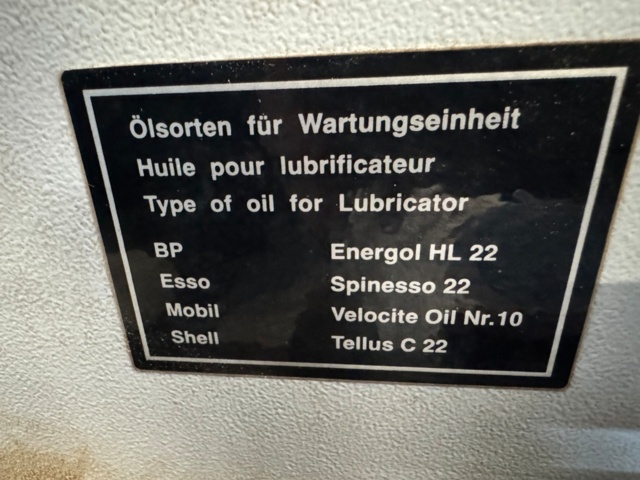 Ölsorten für Wartungseinheit
Huile pour lubrificateur
Type of oil for Lubricator
BP Energol HL 22
Esso Spinesso 22
Mobil Velocite Oil Nr.10
Shell Tellus C 22